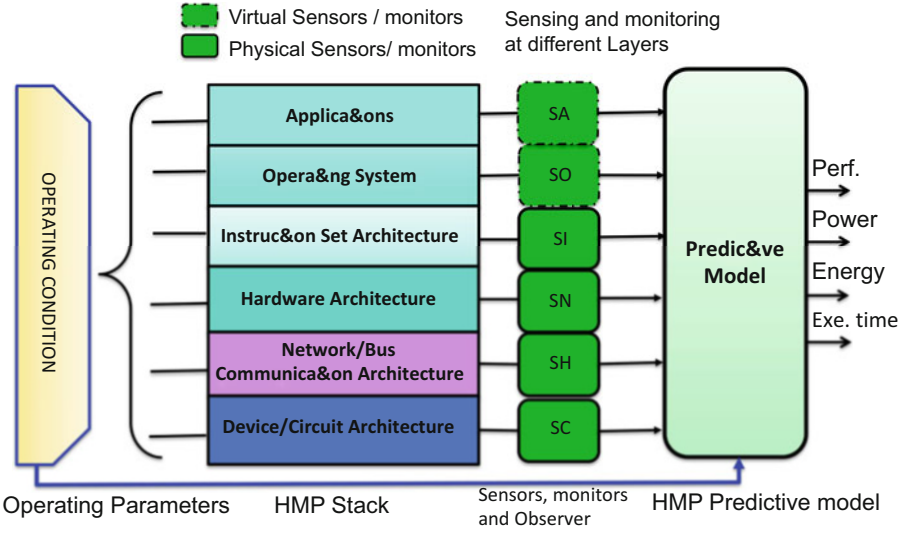 Virtual Sensors / monitors
Physical Sensors/ monitors
Sensing and monitoring
at different Layers
OPERATING CONDITION
Applica&ons
Opera&ng System
Instruc&on Set Architecture
Hardware Architecture
Network/Bus
Communica&on Architecture
Device/Circuit Architecture
SA
SO
SI
SN
SH
SC
Predic&ve
Model
Perf.
Power
Energy
Exe. time
Operating Parameters
HMP Stack
Sensors, monitors
and Observer
HMP Predictive model